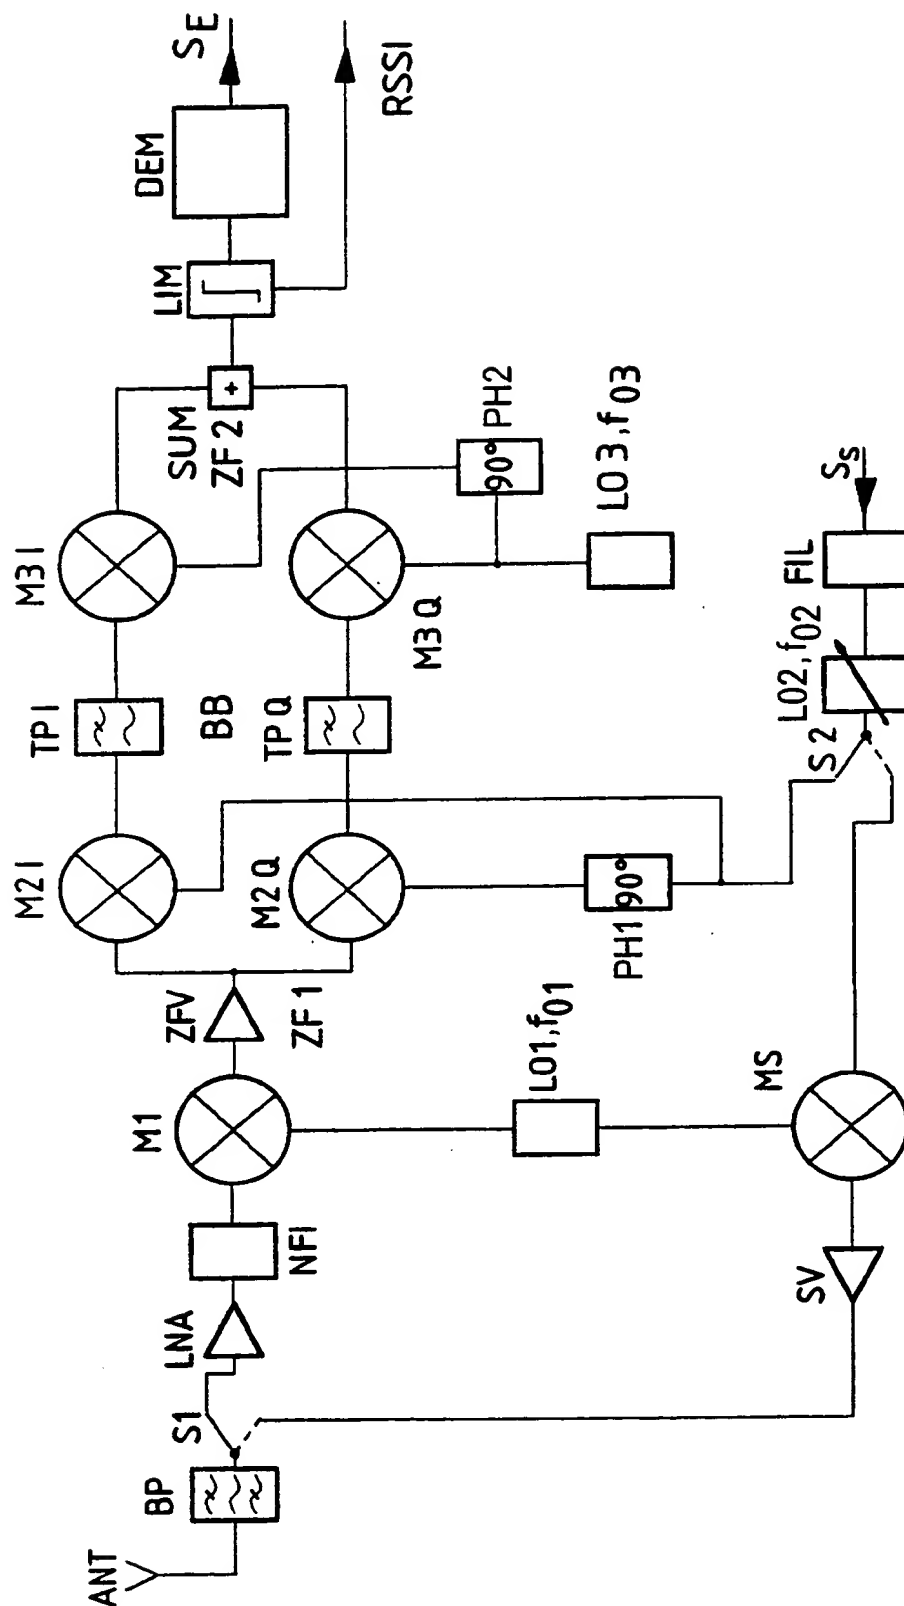 ANT
BP
S1
LNA
NFI
M1
ZFV
ZF1
M2I
M2Q
TPI
BB
TPQ
M3I
M3Q
SUM
+
ZF2
LIM
DEM
SE
RSSI
90° PH2
LO3,f03
PH1 90°
LO1,f01
S2
LO2,f02
FIL
SS
MS
SV